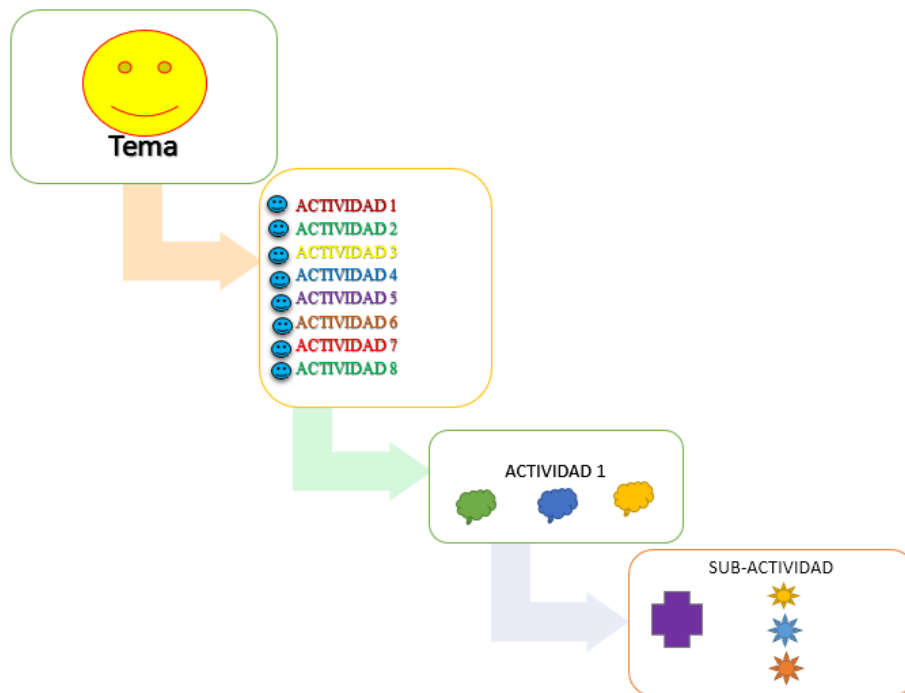 Tema
ACTIVIDAD 1
ACTIVIDAD 2
ACTIVIDAD 3
ACTIVIDAD 4
ACTIVIDAD 5
ACTIVIDAD 6
ACTIVIDAD 7
ACTIVIDAD 8
ACTIVIDAD 1
SUB-ACTIVIDAD